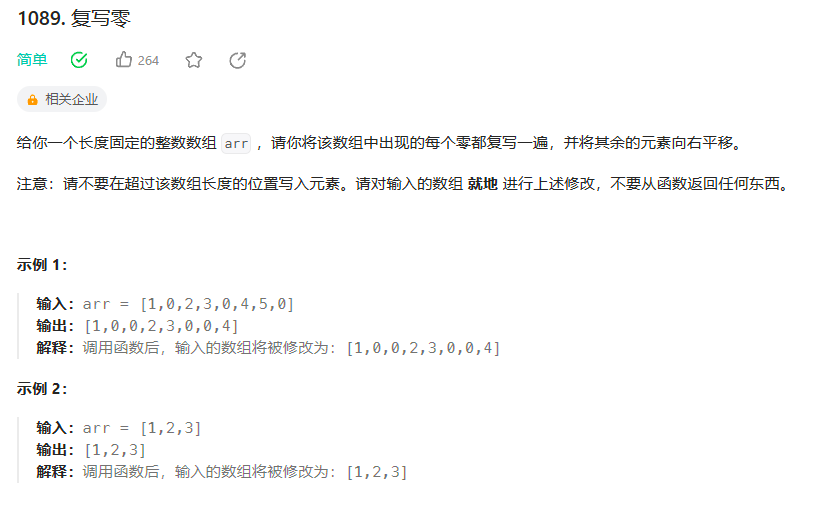 1089. 复写零
简单 264
相关企业
给你一个长度固定的整数数组 arr ，请你将该数组中出现的每个零都复写一遍，并将其余的元素向右平移。
注意：请不要在超过该数组长度的位置写入元素。请对输入的数组 就地 进行上述修改，不要从函数返回任何东西。
示例 1：
输入：arr = [1,0,2,3,0,4,5,0]
输出：[1,0,0,2,3,0,0,4]
解释：调用函数后，输入的数组将被修改为：[1,0,0,2,3,0,0,4]
示例 2：
输入：arr = [1,2,3]
输出：[1,2,3]
解释：调用函数后，输入的数组将被修改为：[1,2,3]